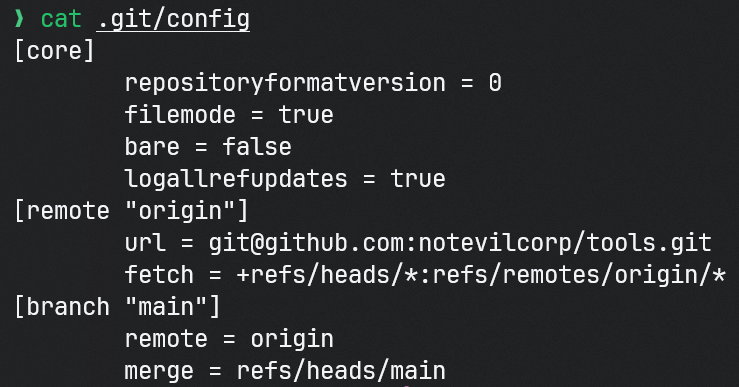 ❯ cat .git/config
[core]
        repositoryformatversion = 0
        filemode = true
        bare = false
        logallrefupdates = true
[remote "origin"]
        url = git@github.com:notevilcorp/tools.git
        fetch = +refs/heads/*:refs/remotes/origin/*
[branch "main"]
        remote = origin
        merge = refs/heads/main